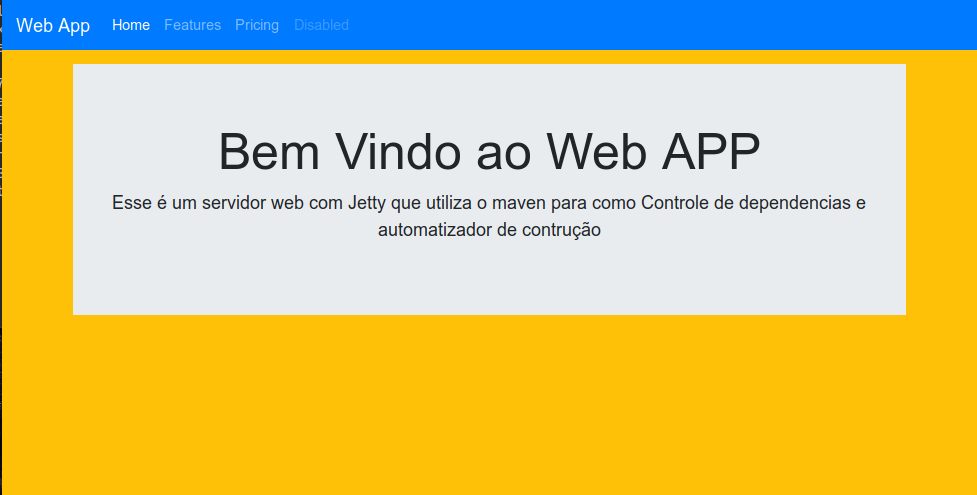 Web App Home Features Pricing Disabled
Bem Vindo ao Web APP
Esse é um servidor web com Jetty que utiliza o maven para como Controle de dependencias e
automatizador de contrução